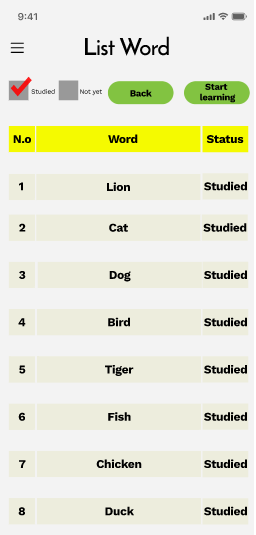 9:41
List Word
Studied
Not yet
Back
Start
learning
N.o Word Status
1 Lion Studied
2 Cat Studied
3 Dog Studied
4 Bird Studied
5 Tiger Studied
6 Fish Studied
7 Chicken Studied
8 Duck Studied